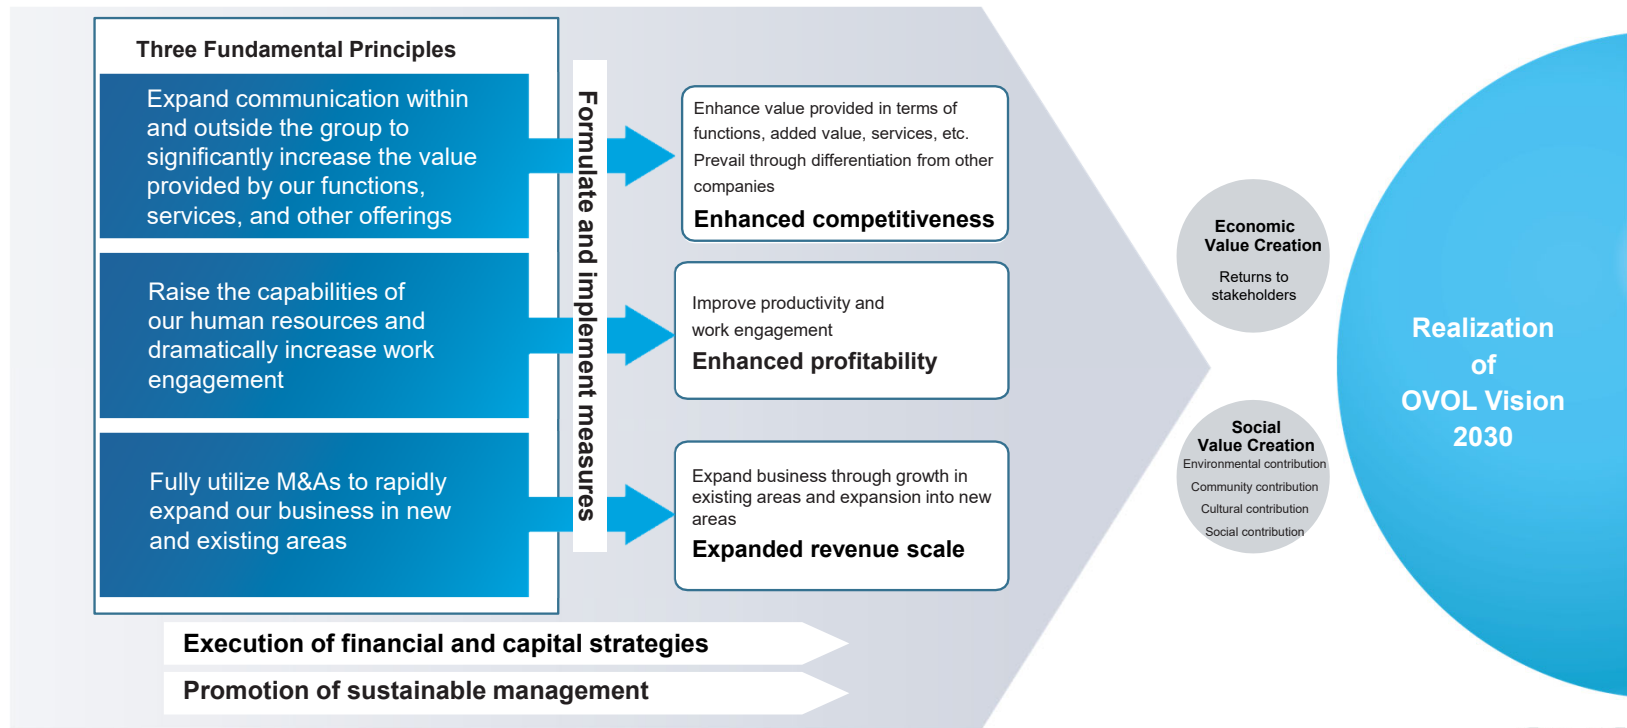 Three Fundamental Principles
Expand communication within
and outside the group to
significantly increase the value
provided by our functions,
services, and other offerings
Raise the capabilities of
our human resources and
dramatically increase work
engagement
Fully utilize M&As to rapidly
expand our business in new
and existing areas
Formulate and implement measures
Enhance value provided in terms of
functions, added value, services, etc.
Prevail through differentiation from other
companies
Enhanced competitiveness
Improve productivity and
work engagement
Enhanced profitability
Expand business through growth in
existing areas and expansion into new
areas
Expanded revenue scale
Execution of financial and capital strategies
Promotion of sustainable management
Economic
Value Creation
Returns to
stakeholders
Social
Value Creation
Environmental contribution
Community contribution
Cultural contribution
Social contribution
Realization
of
OVOL Vision
2030